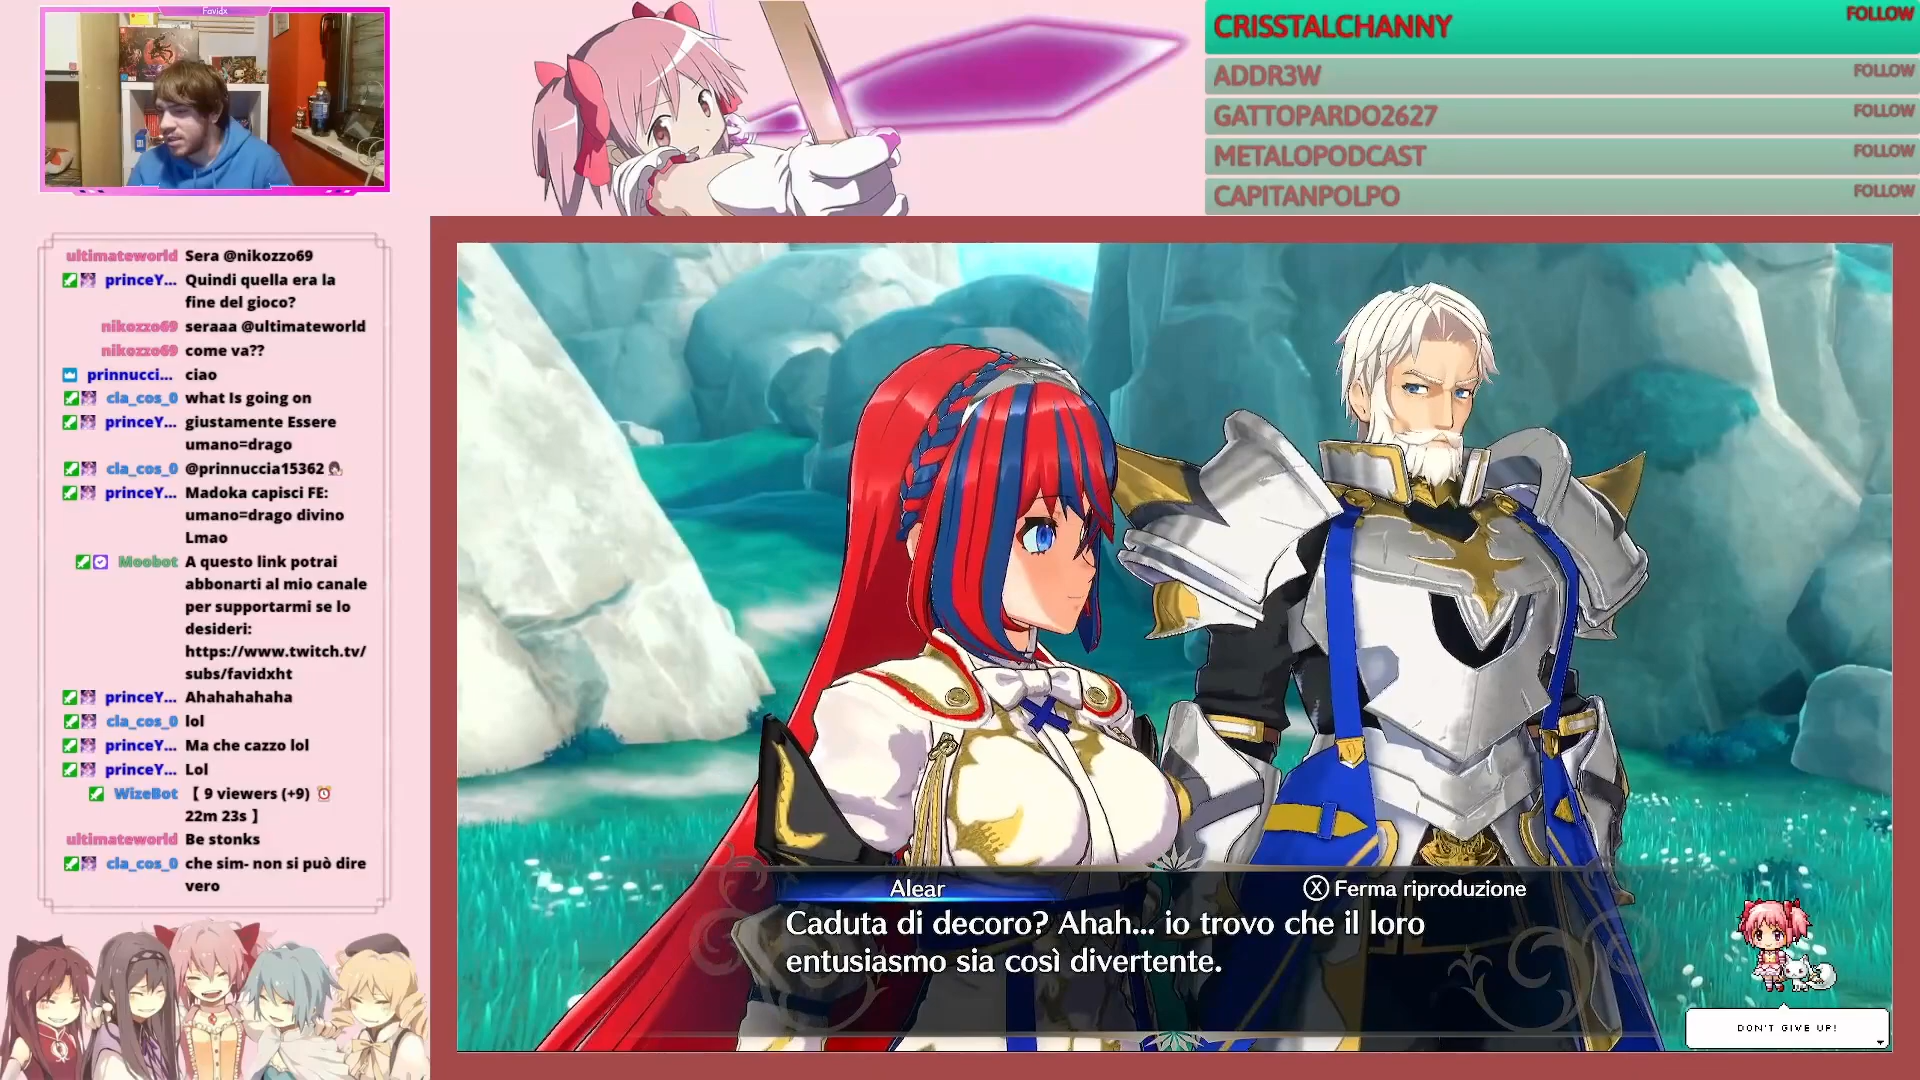 Favidx
CRISSTALCHANNY FOLLOW
ADDR3W FOLLOW
GATTOPARDO2627 FOLLOW
METALOPODCAST FOLLOW
CAPITANPOLPO FOLLOW
ultimateworld Sera @nikozzo69
princeY... Quindi quella era la
fine del gioco?
nikozzo69 seraaa @ultimateworld
nikozzo69 come va??
prinnucci... ciao
cla_cos_0 what Is going on
princeY... giustamente Essere
umano=drago
cla_cos_0 @prinnuccia15362
princeY... Madoka capisci FE:
umano=drago divino
Lmao
Moobot A questo link potrai
abbonarti al mio canale
per supportarmi se lo
desideri:
https://www.twitch.tv/
subs/favidxht
princeY... Ahahahahaha
cla_cos_0 lol
princeY... Ma che cazzo lol
princeY... Lol
WizeBot 【 9 viewers (+9) ⏰
22m 23s 】
ultimateworld Be stonks
cla_cos_0 che sim- non si può dire
vero
Alear
Ⓧ Ferma riproduzione
Caduta di decoro? Ahah... io trovo che il loro
entusiasmo sia così divertente.
DON'T GIVE UP!